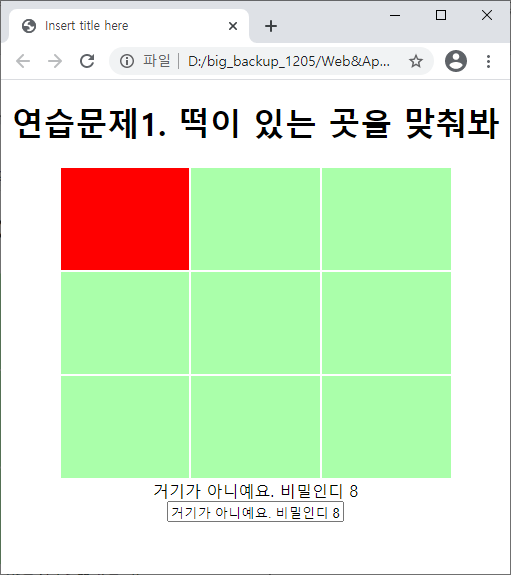 Insert title here
파일 | D:/big_backup_1205/Web&Ap...
연습문제1. 떡이 있는 곳을 맞춰봐
거기가 아니예요. 비밀인디 8
거기가 아니예요. 비밀인디 8